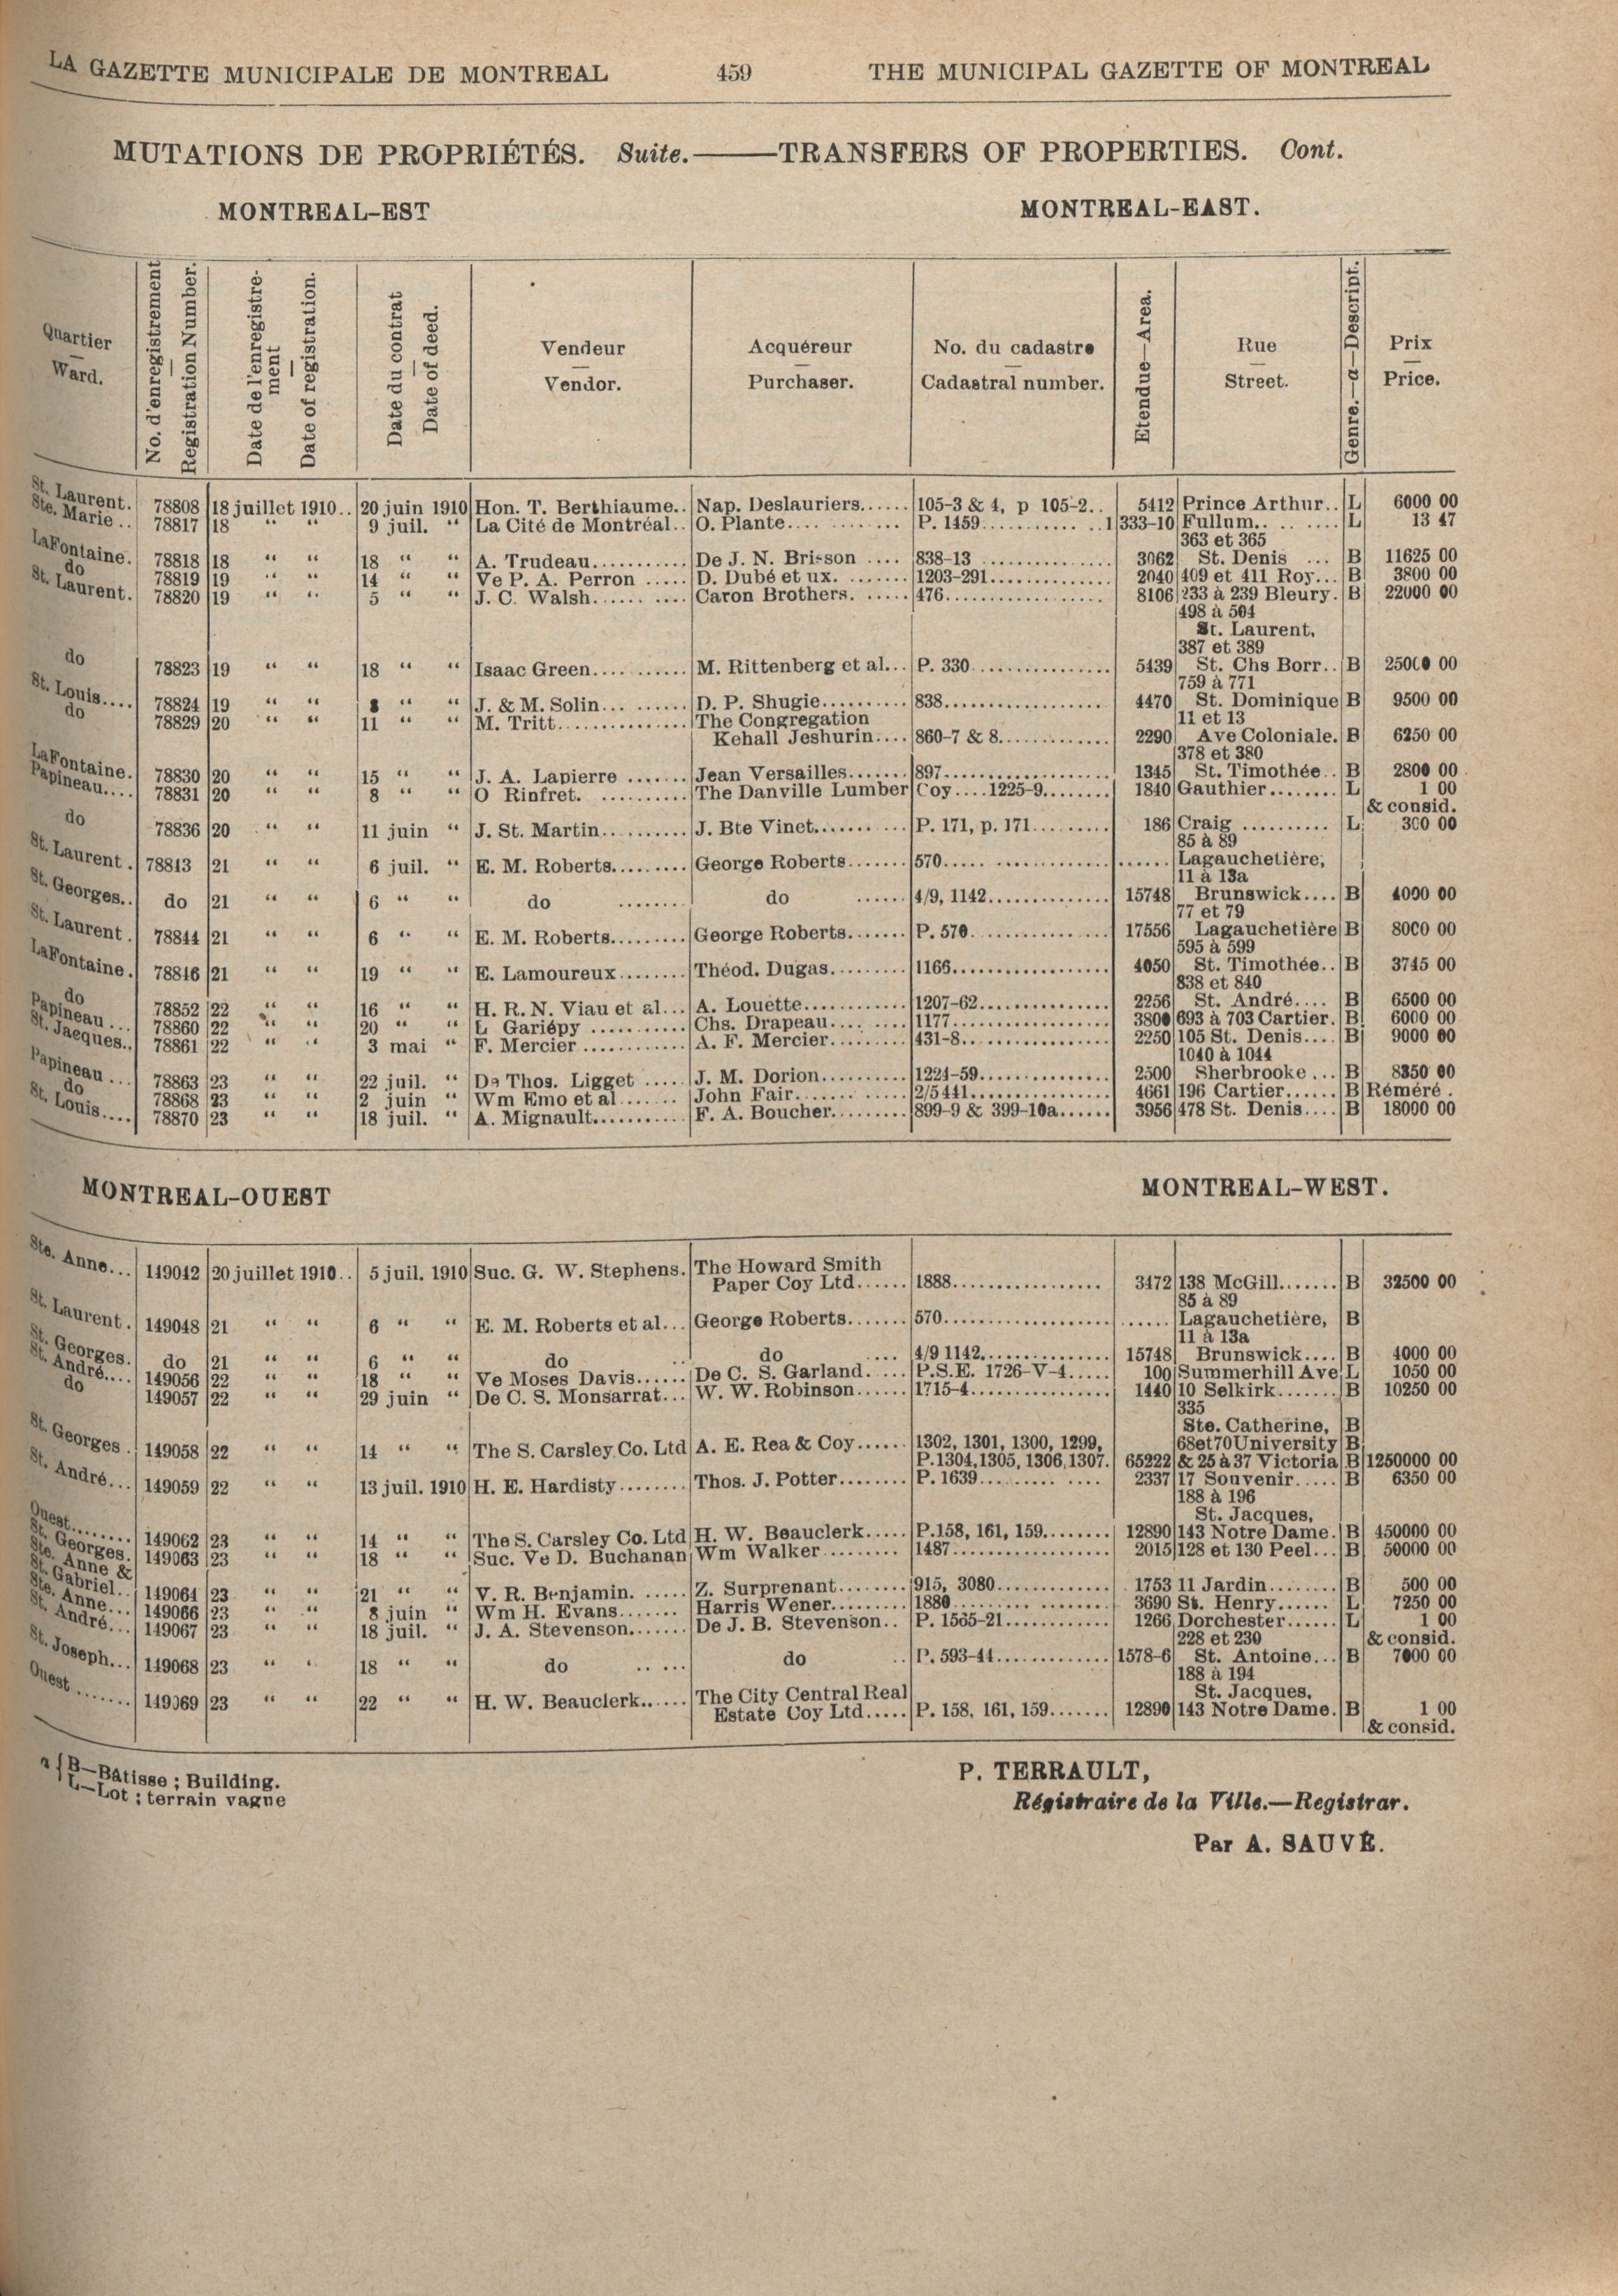 LA GAZETTE MUNICIPALE DE MONTREAL 459 THE MUNICIPAL GAZETTE OF MONTREAL
MUTATIONS DE PROPRIÉTÉS. Suite.——TRANSFERS OF PROPERTIES. Cont.
MONTREAL-EST MONTREAL-EAST.
Quartier — Ward.
No. d'enregistrement — Registration Number.
Date de l'enregistrement — Date of registration.
Date du contrat — Date of deed.
Vendeur — Vendor.
Acquéreur — Purchaser.
No. du cadastre — Cadastral number.
Etendue—Area.
Rue — Street.
Genre.—a—Descript.
Prix — Price.
St. Laurent. 78808 18 juillet 1910.. 20 juin 1910 Hon. T. Berthiaume.. Nap. Deslauriers...... 105-3 & 4, p 105-2.. 5412 Prince Arthur.. L 6000 00
Ste. Marie.. 78817 18 " " 9 juil. " La Cité de Montréal.. O. Plante............ P. 1459............ 1/333-10 Fullum.......... L 13 47
363 et 365
LaFontaine. 78818 18 " " 18 " " A. Trudeau........... De J. N. Brisson .... 838-13 ............... 3062 St. Denis ... B 11625 00
do 78819 19 " " 14 " " Ve P. A. Perron ..... D. Dubé et ux. ........ 1203-291.............. 2040 409 et 411 Roy... B 3800 00
St. Laurent. 78820 19 " " 5 " " J. C. Walsh.......... Caron Brothers. ..... 476................... 8106 233 à 239 Bleury. B 22000 00
498 à 504
St. Laurent,
387 et 389
do 78823 19 " " 18 " " Isaac Green........... M. Rittenberg et al... P. 330................ 5439 St. Chs Borr.. B 25000 00
759 à 771
St. Louis.... 78824 19 " " 8 " " J. & M. Solin... ...... D. P. Shugie.......... 838.................. 4470 St. Dominique B 9500 00
do 78829 20 " " 11 " " M. Tritt.............. The Congregation 11 et 13
Kehall Jeshurin.... 860-7 & 8............. 2290 Ave Coloniale. B 6250 00
378 et 380
LaFontaine. 78830 20 " " 15 " " J. A. Lapierre ....... Jean Versailles....... 897.................. 1345 St. Timothée.. B 2800 00
Papineau.... 78831 20 " " 8 " " O Rinfret. .......... The Danville Lumber Coy....1225-9........ 1840 Gauthier........ L 1 00
& consid.
do 78836 20 " " 11 juin " J. St. Martin.......... J. Bte Vinet.......... P. 171, p. 171......... 186 Craig .......... L 300 00
85 à 89
St. Laurent . 78813 21 " " 6 juil. " E. M. Roberts......... George Roberts....... 570................... ...... Lagauchetière,
11 à 13a
St. Georges.. do 21 " " 6 " " do ....... do ...... 4/9, 1142.............. 15748 Brunswick.... B 4000 00
77 et 79
St. Laurent . 78844 21 " " 6 " " E. M. Roberts......... George Roberts....... P. 570................ 17556 Lagauchetière B 8000 00
595 à 599
LaFontaine. 78846 21 " " 19 " " E. Lamoureux........ Théod. Dugas......... 1166.................. 4050 St. Timothée.. B 3745 00
838 et 840
do 78852 22 " " 16 " " H. R. N. Viau et al... A. Louette............ 1207-62............... 2256 St. André.... B 6500 00
Papineau ... 78860 22 " " 20 " " L Gariépy ........... Chs. Drapeau......... 1177.................. 3800 693 à 703 Cartier. B 6000 00
St. Jacques.. 78861 22 " " 3 mai " F. Mercier ............ A. F. Mercier......... 431-8................. 2250 105 St. Denis.... B 9000 00
1040 à 1044
Papineau ... 78863 23 " " 22 juil. " De Thos. Ligget ..... J. M. Dorion.......... 1224-59............... 2500 Sherbrooke ... B 8350 00
do 78868 23 " " 2 juin " Wm Emo et al....... John Fair............ 2/5 441............... 4661 196 Cartier...... B Réméré .
St. Louis.... 78870 23 " " 18 juil. " A. Mignault........... F. A. Boucher......... 899-9 & 399-10a...... 3956 478 St. Denis.... B 18000 00
MONTREAL-OUEST MONTREAL-WEST.
Ste. Anne... 149042 20 juillet 1910.. 5 juil. 1910 Suc. G. W. Stephens. The Howard Smith
Paper Coy Ltd...... 1888................. 3472 138 McGill....... B 32500 00
85 à 89
St. Laurent . 149048 21 " " 6 " " E. M. Roberts et al... George Roberts....... 570................... ...... Lagauchetière, B
11 à 13a
St. Georges. do 21 " " 6 " " do .. do .... 4/9 1142............... 15748 Brunswick.... B 4000 00
St. André.... 149056 22 " " 18 " " Ve Moses Davis...... De C. S. Garland. ... P.S.E. 1726-V-4..... 100 Summerhill Ave L 1050 00
do 149057 22 " " 29 juin " De C. S. Monsarrat... W. W. Robinson...... 1715-4................ 1440 10 Selkirk....... B 10250 00
335
Ste. Catherine, B
St. Georges . 149058 22 " " 14 " " The S. Carsley Co. Ltd A. E. Rea & Coy...... 1302, 1301, 1300, 1299, 68et70University B
P.1304,1305, 1306,1307. 65222 & 25 à 37 Victoria B 1250000 00
St. André... 149059 22 " " 13 juil. 1910 H. E. Hardisty........ Thos. J. Potter........ P. 1639............. 2337 17 Souvenir..... B 6350 00
188 à 196
St. Jacques,
Ouest........ 149062 23 " " 14 " " The S. Carsley Co. Ltd H. W. Beauclerk..... P.158, 161, 159........ 12890 143 Notre Dame. B 450000 00
St. Georges. 149063 23 " " 18 " " Suc. Ve D. Buchanan Wm Walker ......... 1487.................. 2015 128 et 130 Peel... B 50000 00
Ste. Anne &
St. Gabriel.. 149064 23 " " 21 " " V. R. Benjamin. ..... Z. Surprenant........ 915, 3080............. 1753 11 Jardin........ B 500 00
Ste. Anne... 149066 23 " " 8 juin " Wm H. Evans....... Harris Wener......... 1880................. 3690 St. Henry...... L 7250 00
St. André... 149067 23 " " 18 juil. " J. A. Stevenson....... De J. B. Stevenson.. P. 1565-21............ 1266 Dorchester...... L 1 00
228 et 230 & consid.
St. Joseph... 149068 23 " " 18 " " do ..... do .. P. 593-44............. 1578-6 St. Antoine... B 7000 00
188 à 194
St. Jacques,
Ouest ....... 149069 23 " " 22 " " H. W. Beauclerk...... The City Central Real
Estate Coy Ltd..... P. 158, 161, 159....... 12890 143 Notre Dame. B 1 00
& consid.
a { B—Bâtisse ; Building.
L—Lot ; terrain vague
P. TERRAULT,
Régistraire de la Ville.—Registrar.
Par A. SAUVÉ.